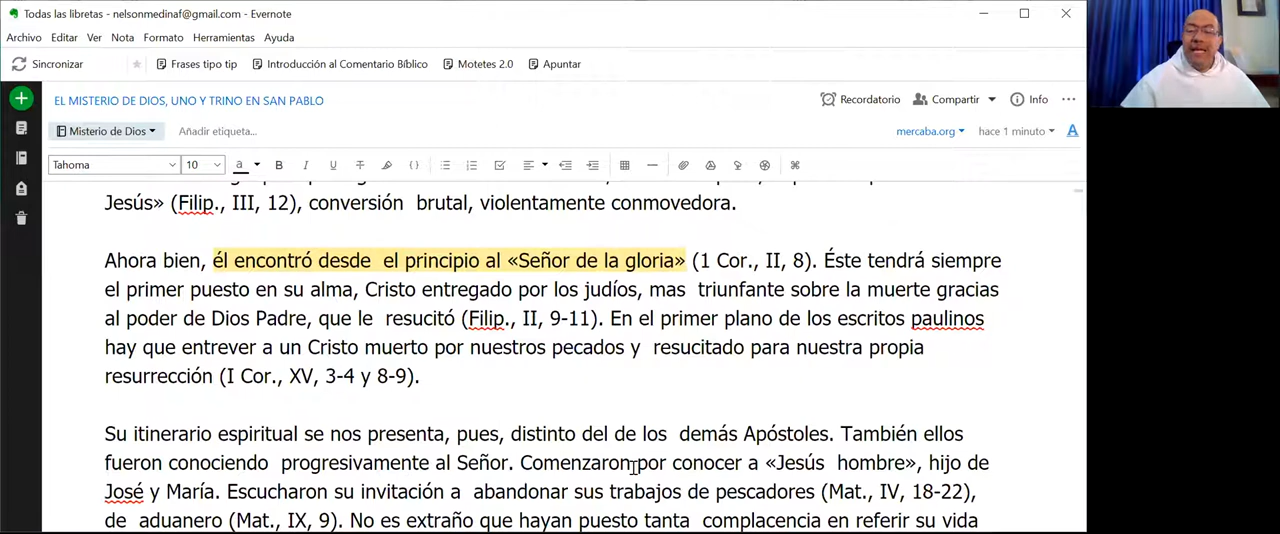 Todas las libretas - nelsonmedinaf@gmail.com - Evernote
Archivo Editar Ver Nota Formato Herramientas Ayuda
Sincronizar Frases tipo tip Introducción al Comentario Bíblico Motetes 2.0 Apuntar
EL MISTERIO DE DIOS, UNO Y TRINO EN SAN PABLO Recordatorio Compartir Info
Misterio de Dios Añadir etiqueta... mercaba.org hace 1 minuto
Tahoma 10
Jesús» (Filip., III, 12), conversión brutal, violentamente conmovedora.
Ahora bien, él encontró desde el principio al «Señor de la gloria» (1 Cor., II, 8). Éste tendrá siempre
el primer puesto en su alma, Cristo entregado por los judíos, mas triunfante sobre la muerte gracias
al poder de Dios Padre, que le resucitó (Filip., II, 9-11). En el primer plano de los escritos paulinos
hay que entrever a un Cristo muerto por nuestros pecados y resucitado para nuestra propia
resurrección (I Cor., XV, 3-4 y 8-9).
Su itinerario espiritual se nos presenta, pues, distinto del de los demás Apóstoles. También ellos
fueron conociendo progresivamente al Señor. Comenzaron por conocer a «Jesús hombre», hijo de
José y María. Escucharon su invitación a abandonar sus trabajos de pescadores (Mat., IV, 18-22),
de aduanero (Mat., IX, 9). No es extraño que hayan puesto tanta complacencia en referir su vida